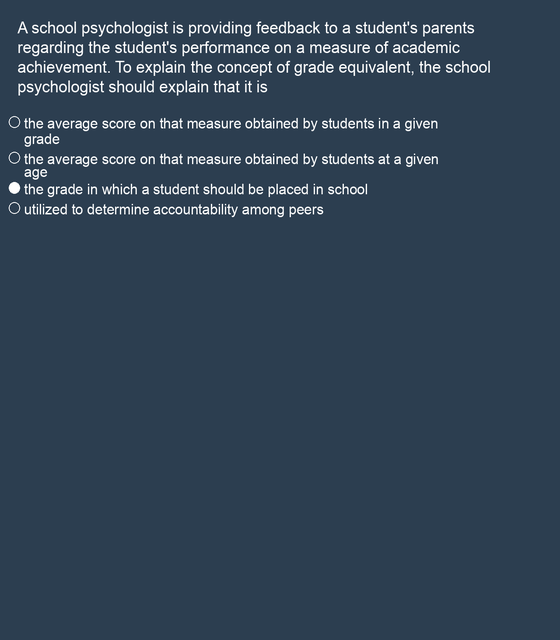 A school psychologist is providing feedback to a student's parents
regarding the student's performance on a measure of academic
achievement. To explain the concept of grade equivalent, the school
psychologist should explain that it is
the average score on that measure obtained by students in a given
grade
the average score on that measure obtained by students at a given
age
the grade in which a student should be placed in school
utilized to determine accountability among peers